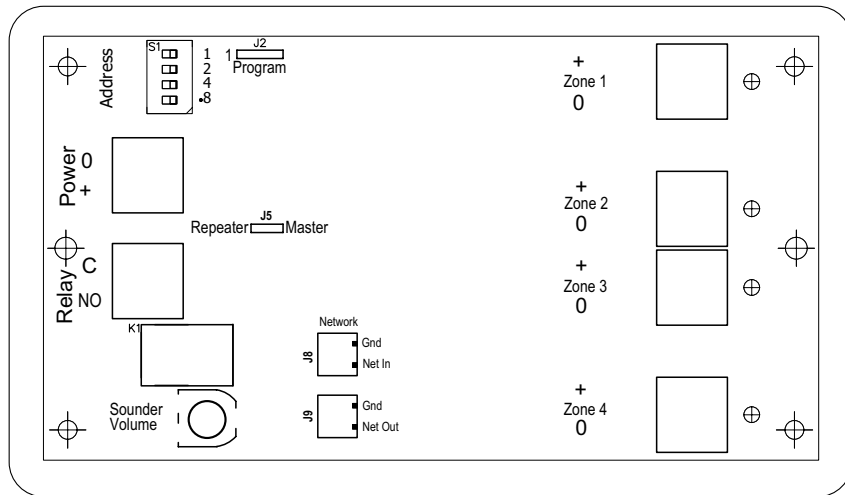 Address
S1
1
2
4
8
J2
1
Program
Power
0
+
J5
Repeater
Master
Relay
C
NO
K1
Sounder
Volume
Network
J8
Gnd
Net In
J9
Gnd
Net Out
+
Zone 1
0
+
Zone 2
0
+
Zone 3
0
+
Zone 4
0